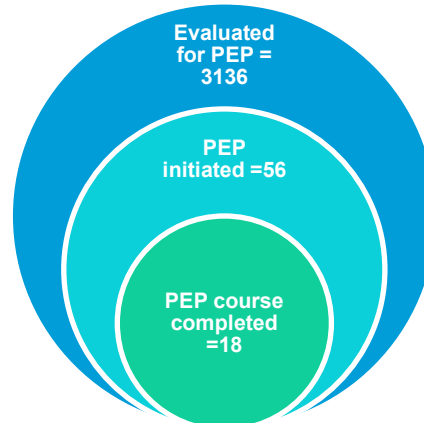 Evaluated
for PEP =
3136
PEP
initiated =56
PEP course
completed
=18